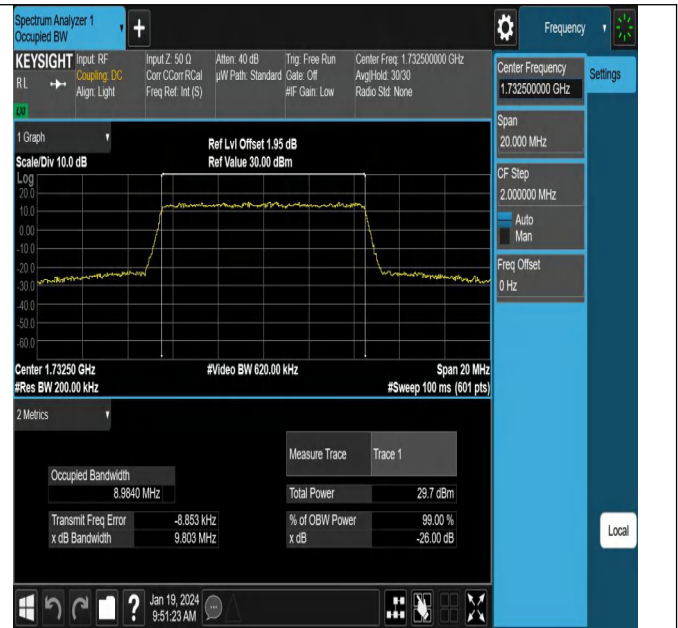 Spectrum Analyzer 1
Occupied BW
+
Frequency
KEYSIGHT
RL
LXI
Input: RF
Coupling: DC
Align: Light
Input Z: 50 Ω
Corr CCorr RCal
Freq Ref: Int (S)
Atten: 40 dB
µW Path: Standard
Trig: Free Run
Gate: Off
#IF Gain: Low
Center Freq: 1.732500000 GHz
Avg|Hold: 30/30
Radio Std: None
Center Frequency
1.732500000 GHz
Settings
Span
20.000 MHz
CF Step
2.000000 MHz
Auto
Man
Freq Offset
0 Hz
Local
1 Graph
Scale/Div 10.0 dB
Ref Lvl Offset 1.95 dB
Ref Value 30.00 dBm
Log
20.0
10.0
0.00
-10.0
-20.0
-30.0
-40.0
-50.0
-60.0
Center 1.73250 GHz
#Video BW 620.00 kHz
Span 20 MHz
#Res BW 200.00 kHz
#Sweep 100 ms (601 pts)
2 Metrics
Measure Trace Trace 1
Occupied Bandwidth
8.9840 MHz
Total Power 29.7 dBm
Transmit Freq Error -8.853 kHz
% of OBW Power 99.00 %
x dB Bandwidth 9.803 MHz
x dB -26.00 dB
?
Jan 19, 2024
9:51:23 AM